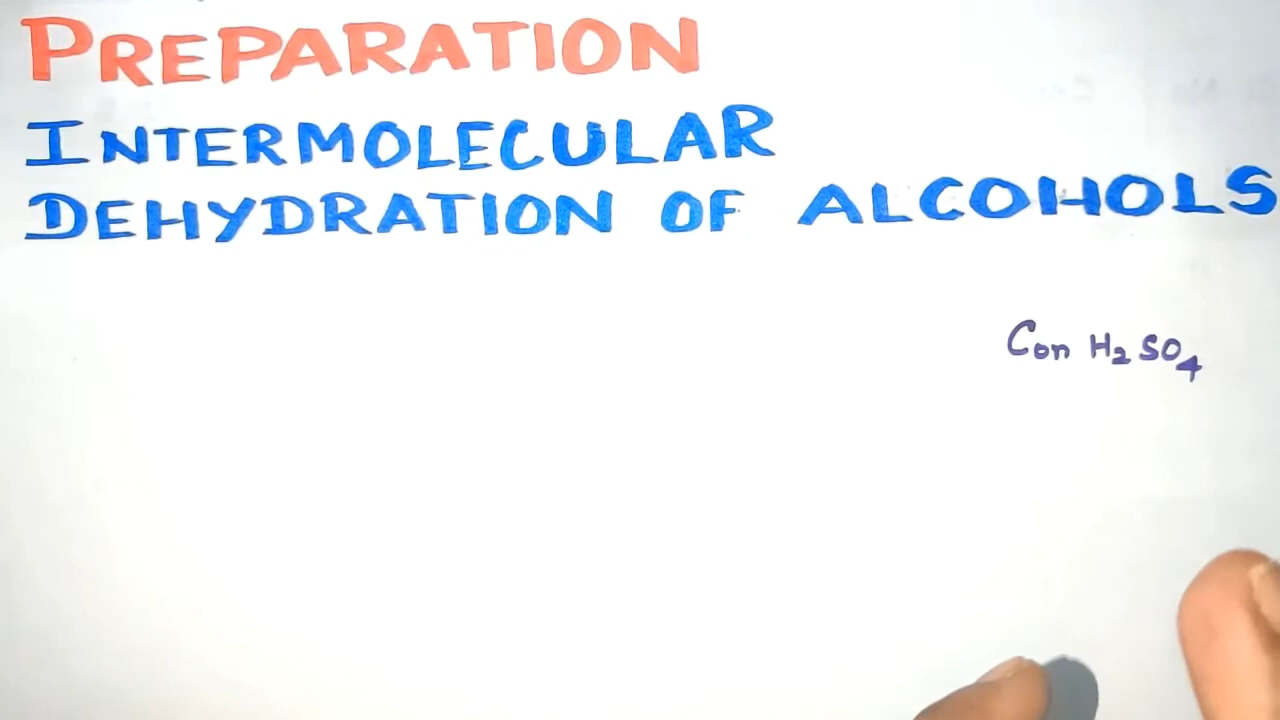 PREPARATION
INTERMOLECULAR
DEHYDRATION OF ALCOHOLS
Con H₂SO₄